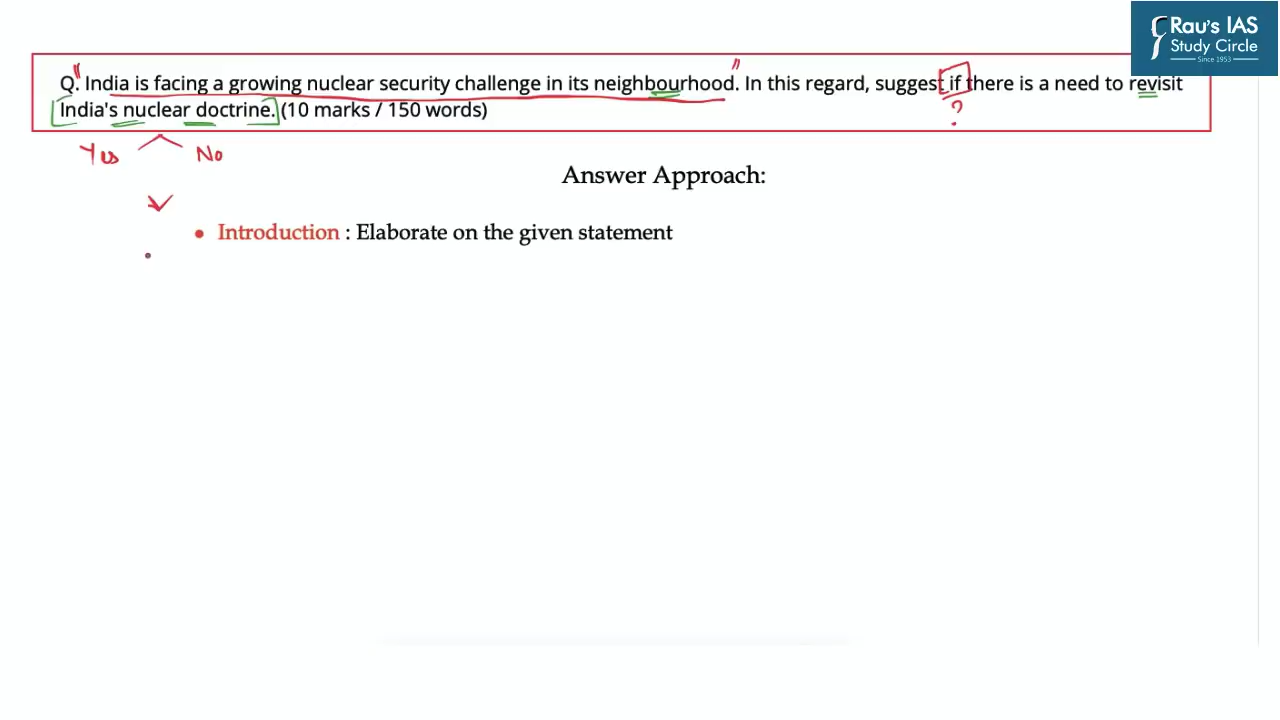 Rau's IAS
Study Circle
Since 1953
Q. " India is facing a growing nuclear security challenge in its neighbourhood." In this regard, suggest if there is a need to revisit
India's nuclear doctrine. (10 marks / 150 words)
?
Yes No
Answer Approach:
• Introduction : Elaborate on the given statement